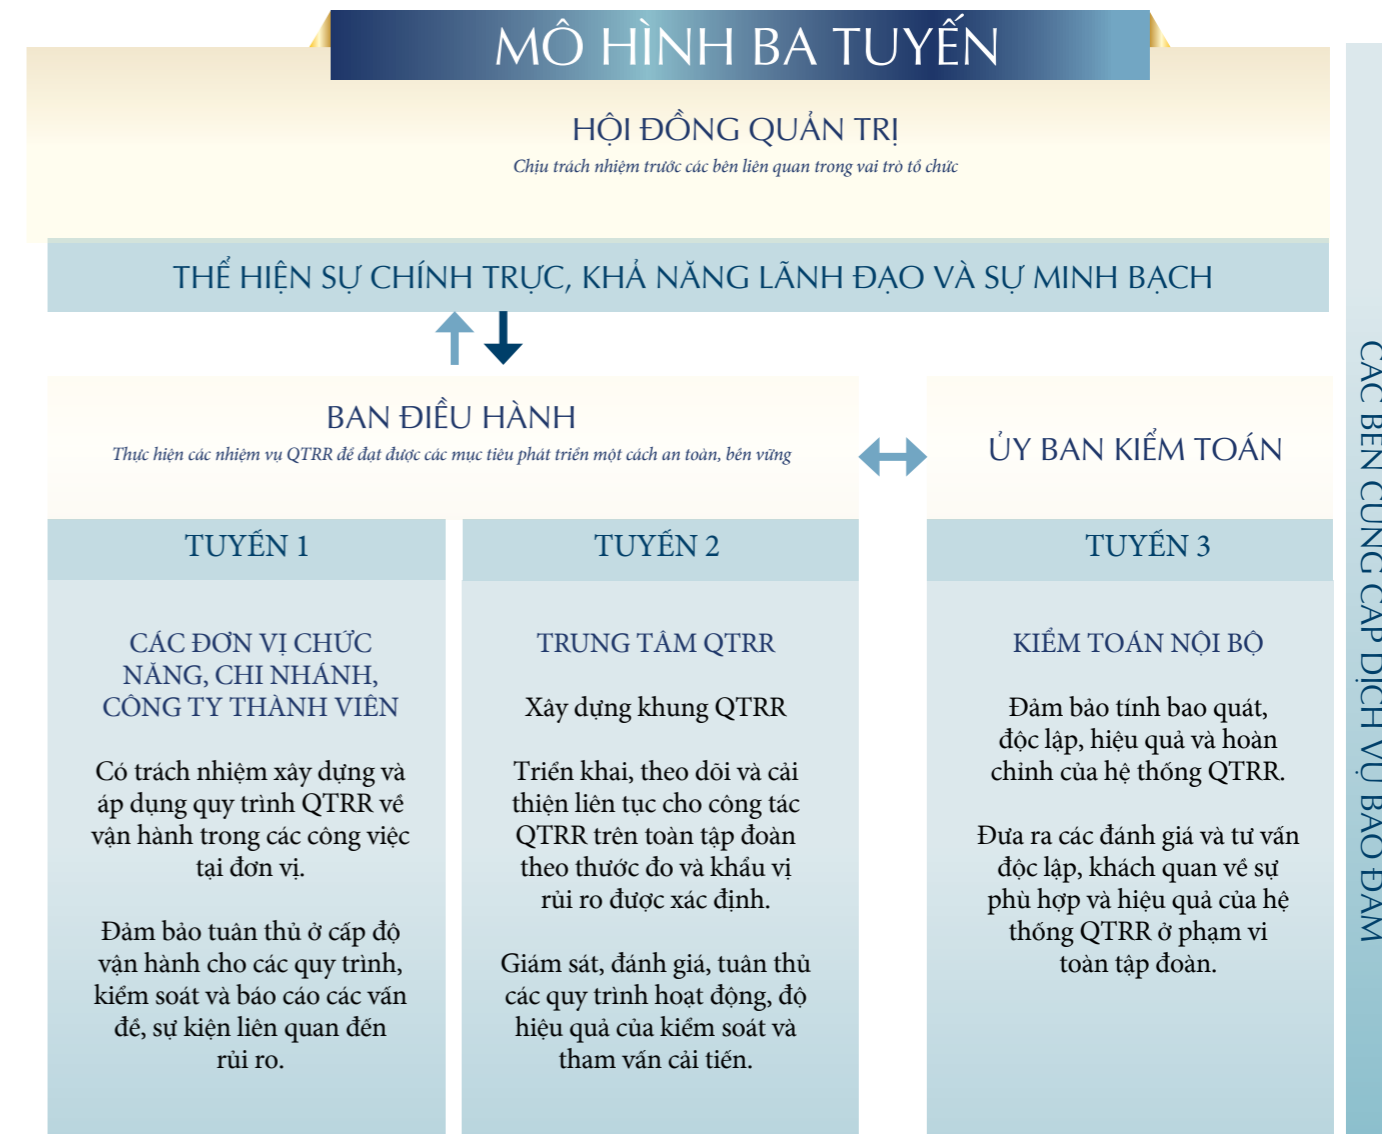 MÔ HÌNH BA TUYẾN
HỘI ĐỒNG QUẢN TRỊ
Chịu trách nhiệm trước các bên liên quan trong vai trò tổ chức
THỂ HIỆN SỰ CHÍNH TRỰC, KHẢ NĂNG LÃNH ĐẠO VÀ SỰ MINH BẠCH
BAN ĐIỀU HÀNH
Thực hiện các nhiệm vụ QTRR để đạt được các mục tiêu phát triển một cách an toàn, bền vững
ỦY BAN KIỂM TOÁN
TUYẾN 1
CÁC ĐƠN VỊ CHỨC
NĂNG, CHI NHÁNH,
CÔNG TY THÀNH VIÊN
Có trách nhiệm xây dựng và
áp dụng quy trình QTRR về
vận hành trong các công việc
tại đơn vị.
Đảm bảo tuân thủ ở cấp độ
vận hành cho các quy trình,
kiểm soát và báo cáo các vấn
đề, sự kiện liên quan đến
rủi ro.
TUYẾN 2
TRUNG TÂM QTRR
Xây dựng khung QTRR
Triển khai, theo dõi và cải
thiện liên tục cho công tác
QTRR trên toàn tập đoàn
theo thước đo và khẩu vị
rủi ro được xác định.
Giám sát, đánh giá, tuân thủ
các quy trình hoạt động, độ
hiệu quả của kiểm soát và
tham vấn cải tiến.
TUYẾN 3
KIỂM TOÁN NỘI BỘ
Đảm bảo tính bao quát,
độc lập, hiệu quả và hoàn
chỉnh của hệ thống QTRR.
Đưa ra các đánh giá và tư vấn
độc lập, khách quan về sự
phù hợp và hiệu quả của hệ
thống QTRR ở phạm vi
toàn tập đoàn.
CÁC BÊN CUNG CẤP DỊCH VỤ BẢO ĐẢM